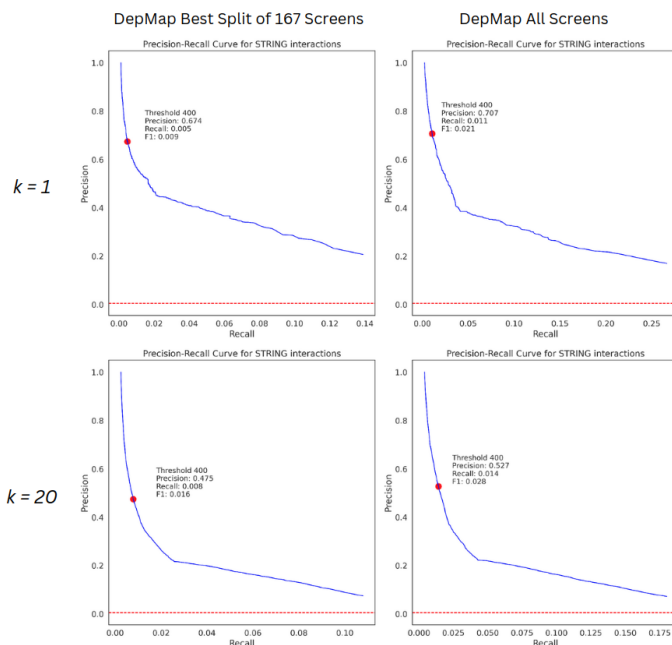 DepMap Best Split of 167 Screens
DepMap All Screens
k = 1
Precision-Recall Curve for STRING interactions
1.0
0.8
0.6
0.4
0.2
0.0
Precision
Threshold 400
Precision: 0.674
Recall: 0.005
F1: 0.009
0.00
0.02
0.04
0.06
0.08
0.10
0.12
0.14
Recall
Precision-Recall Curve for STRING interactions
1.0
0.8
0.6
0.4
0.2
0.0
Precision
Threshold 400
Precision: 0.707
Recall: 0.011
F1: 0.021
0.00
0.05
0.10
0.15
0.20
0.25
Recall
k = 20
Precision-Recall Curve for STRING interactions
1.0
0.8
0.6
0.4
0.2
0.0
Precision
Threshold 400
Precision: 0.475
Recall: 0.008
F1: 0.016
0.00
0.02
0.04
0.06
0.08
0.10
Recall
Precision-Recall Curve for STRING interactions
1.0
0.8
0.6
0.4
0.2
0.0
Precision
Threshold 400
Precision: 0.527
Recall: 0.014
F1: 0.028
0.000
0.025
0.050
0.075
0.100
0.125
0.150
0.175
Recall